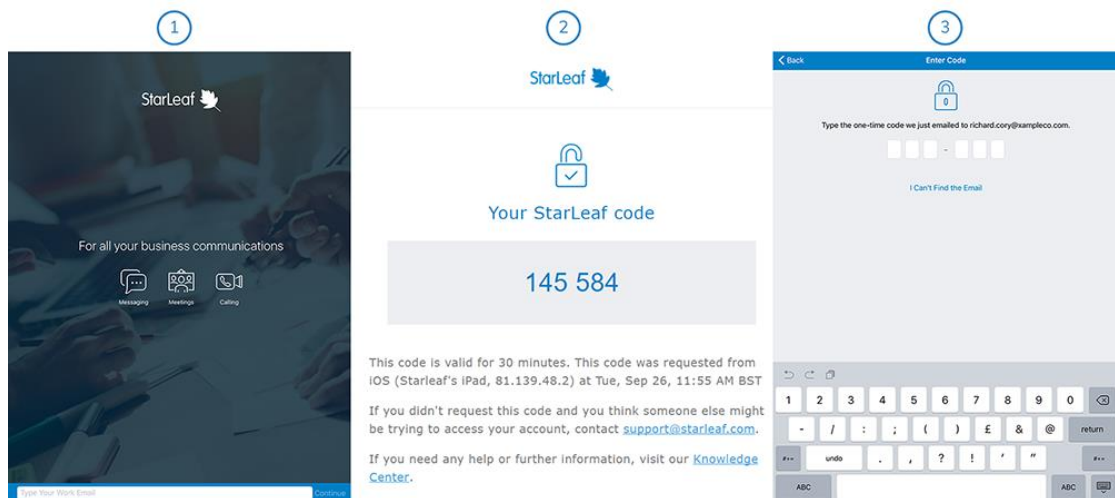 1
StarLeaf
For all your business communications
Messaging Meetings Calling
Type Your Work Email Continue
2
StarLeaf
Your StarLeaf code
145 584
This code is valid for 30 minutes. This code was requested from
iOS (Starleaf's iPad, 81.139.48.2) at Tue, Sep 26, 11:55 AM BST
If you didn't request this code and you think someone else might
be trying to access your account, contact support@starleaf.com.
If you need any help or further information, visit our Knowledge
Center.
3
Back Enter Code
0
Type the one-time code we just emailed to richard.cory@xampleco.com.
-
I Can't Find the Email
1 2 3 4 5 6 7 8 9 0
- / : ; ( ) £ & @ return
#+= undo . , ? ! ' " #+=
ABC ABC